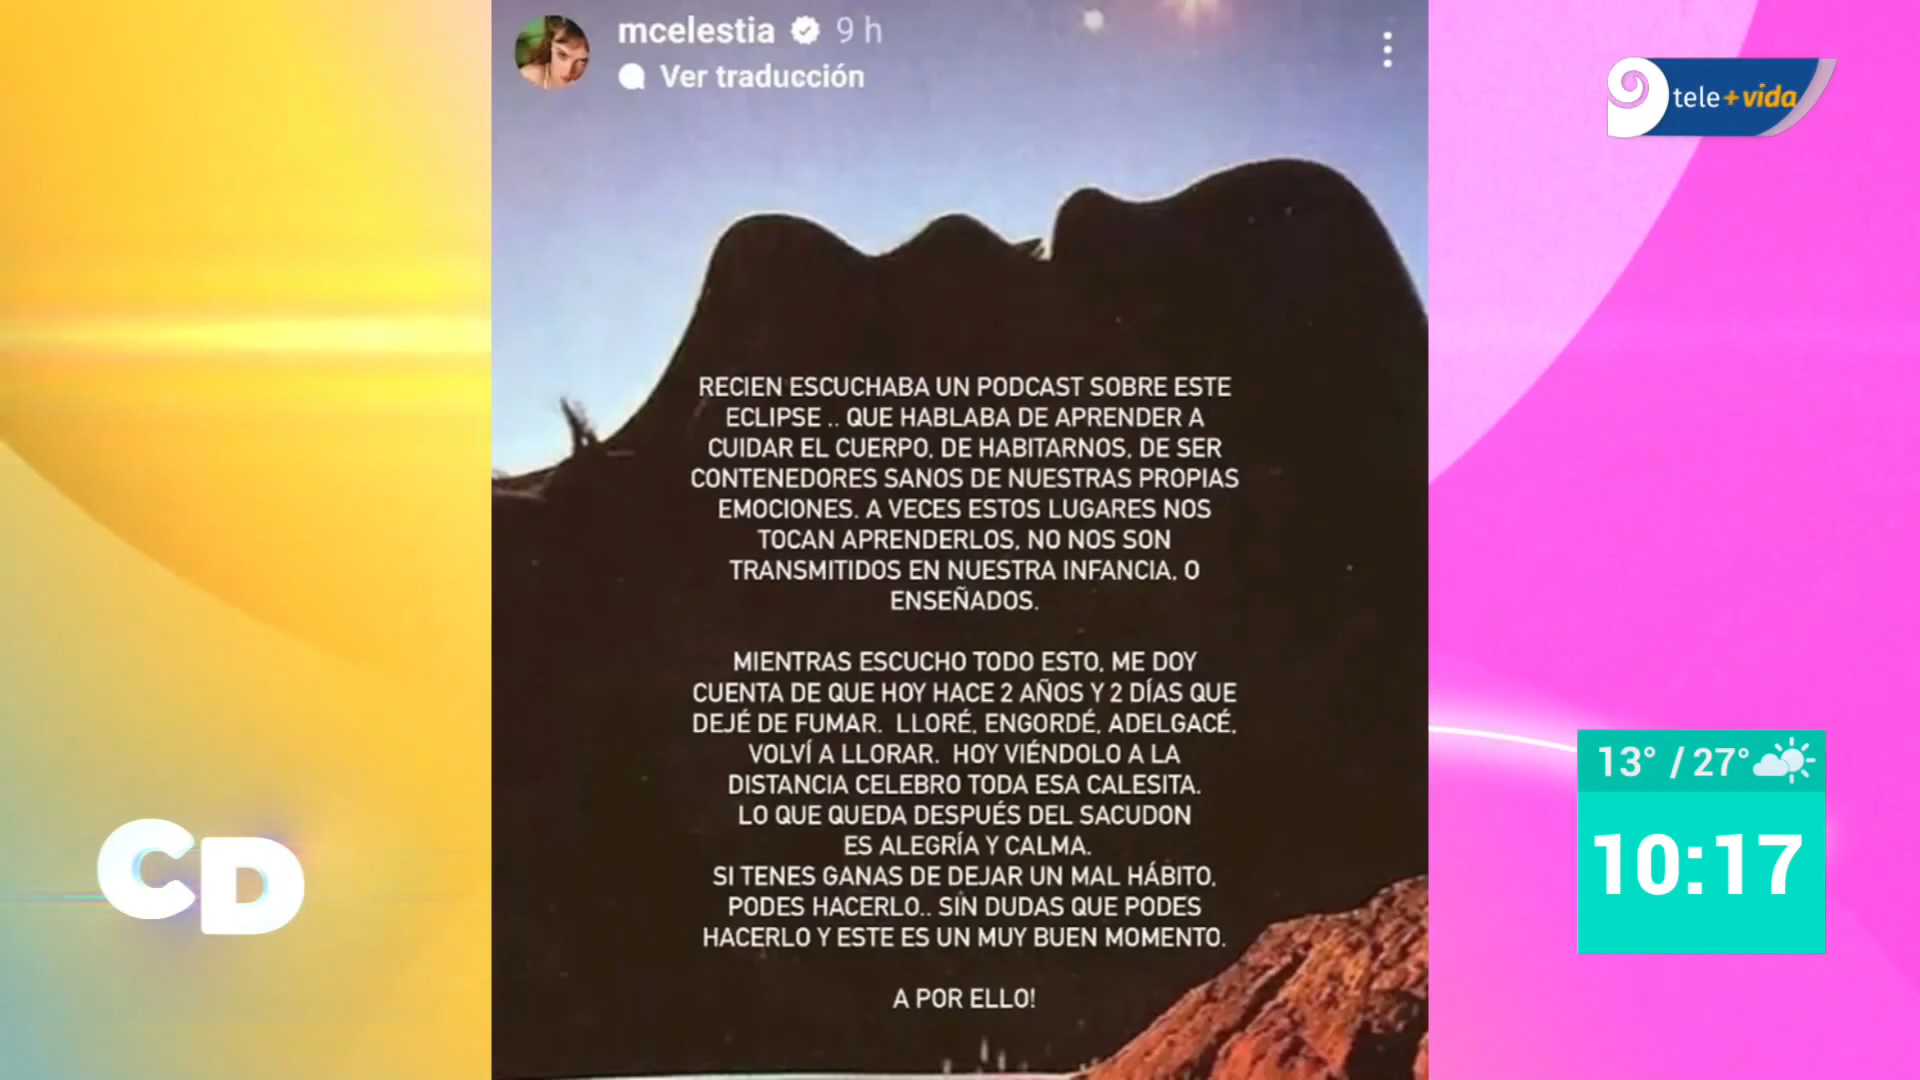 mcelestia 9 h
Ver traducción
tele+vida
RECIEN ESCUCHABA UN PODCAST SOBRE ESTE
ECLIPSE .. QUE HABLABA DE APRENDER A
CUIDAR EL CUERPO, DE HABITARNOS, DE SER
CONTENEDORES SANOS DE NUESTRAS PROPIAS
EMOCIONES. A VECES ESTOS LUGARES NOS
TOCAN APRENDERLOS, NO NOS SON
TRANSMITIDOS EN NUESTRA INFANCIA, O
ENSEÑADOS.
MIENTRAS ESCUCHO TODO ESTO, ME DOY
CUENTA DE QUE HOY HACE 2 AÑOS Y 2 DÍAS QUE
DEJÉ DE FUMAR. LLORÉ, ENGORDÉ, ADELGACÉ,
VOLVÍ A LLORAR. HOY VIÉNDOLO A LA
DISTANCIA CELEBRO TODA ESA CALESITA.
LO QUE QUEDA DESPUÉS DEL SACUDON
ES ALEGRÍA Y CALMA.
SI TENES GANAS DE DEJAR UN MAL HÁBITO,
PODES HACERLO.. SIN DUDAS QUE PODES
HACERLO Y ESTE ES UN MUY BUEN MOMENTO.
A POR ELLO!
13° / 27°
10:17
CD